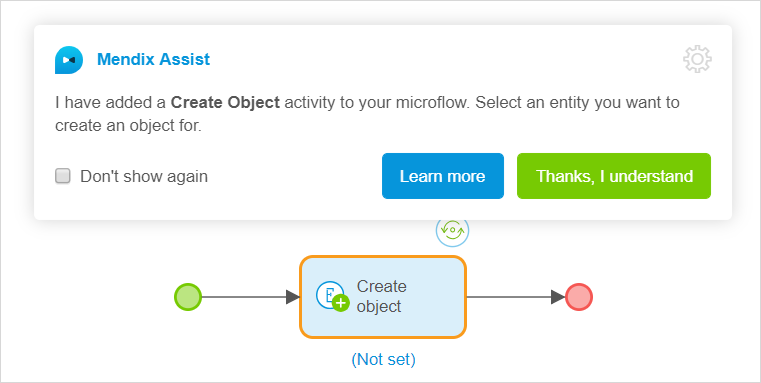 Mendix Assist
I have added a Create Object activity to your microflow. Select an entity you want to
create an object for.
Don't show again
Learn more
Thanks, I understand
E
Create
object
(Not set)